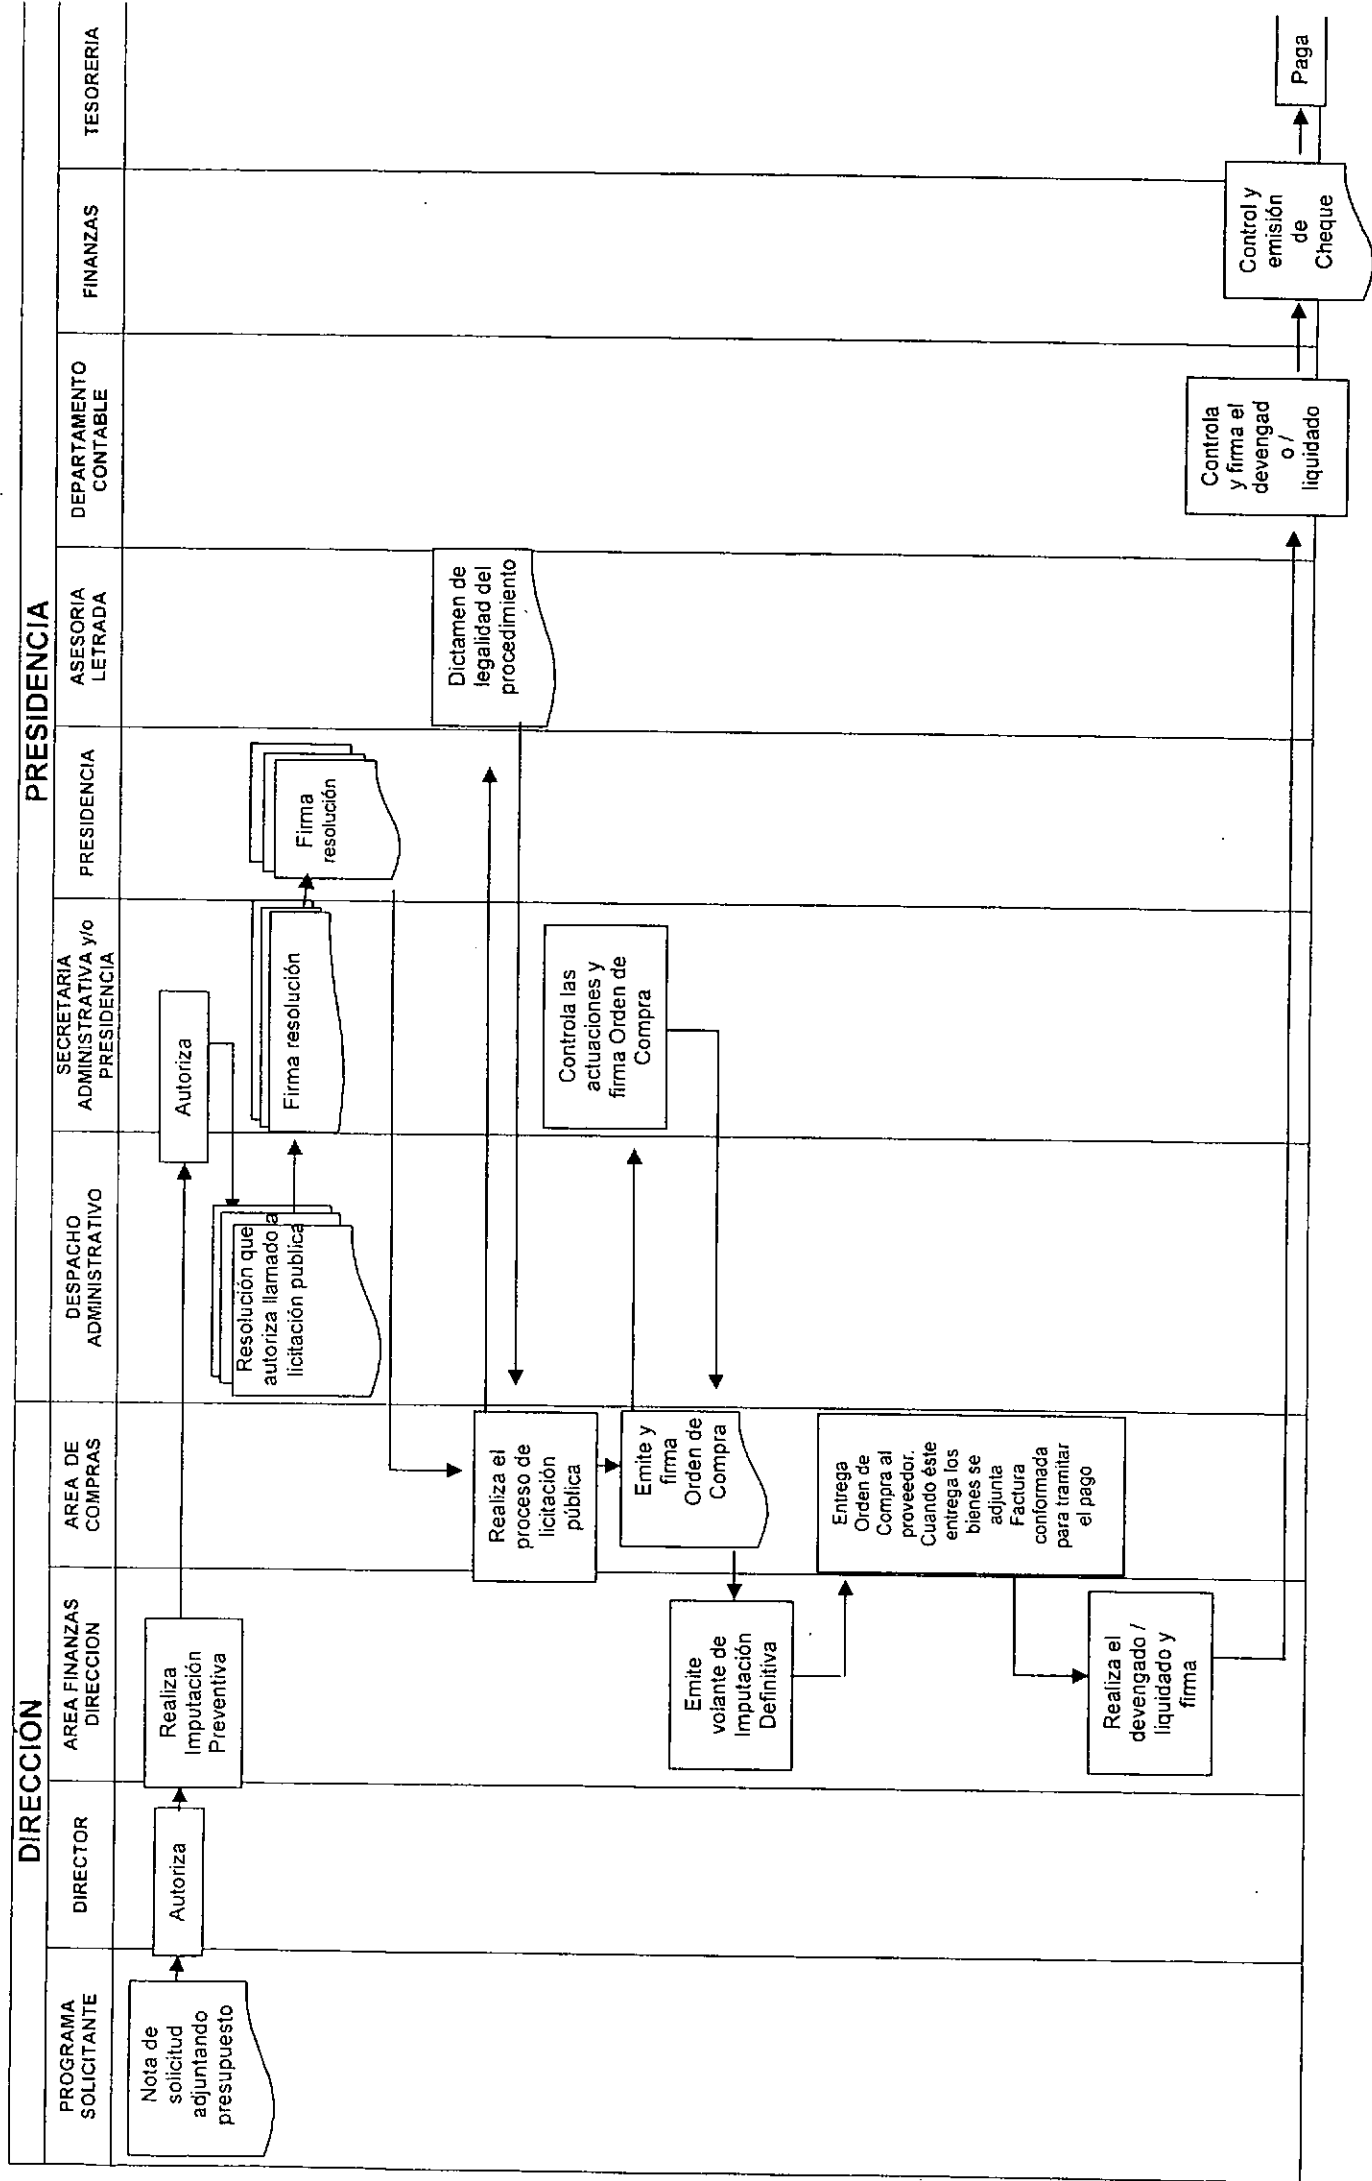 DIRECCIÓN
PRESIDENCIA
PROGRAMA
SOLICITANTE
DIRECTOR
AREA FINANZAS
DIRECCION
AREA DE
COMPRAS
DESPACHO
ADMINISTRATIVO
SECRETARIA
ADMINISTRATIVA y/o
PRESIDENCIA
PRESIDENCIA
ASESORIA
LETRADA
DEPARTAMENTO
CONTABLE
FINANZAS
TESORERIA
Nota de
solicitud
adjuntando
presupuesto
Autoriza
Realiza
Imputación
Preventiva
Autoriza
Resolución que
autoriza llamado a
licitación publica
Firma resolución
Firma
resolución
Realiza el
proceso de
licitación
pública
Dictamen de
legalidad del
procedimiento
Emite y
firma
Orden de
Compra
Controla las
actuaciones y
firma Orden de
Compra
Emite
volante de
Imputación
Definitiva
Entrega
Orden de
Compra al
proveedor.
Cuando éste
entrega los
bienes se
adjunta
Factura
conformada
para tramitar
el pago
Realiza el
devengado /
liquidado y
firma
Controla
y firma el
devengad
o /
liquidado
Control y
emisión
de
Cheque
Paga